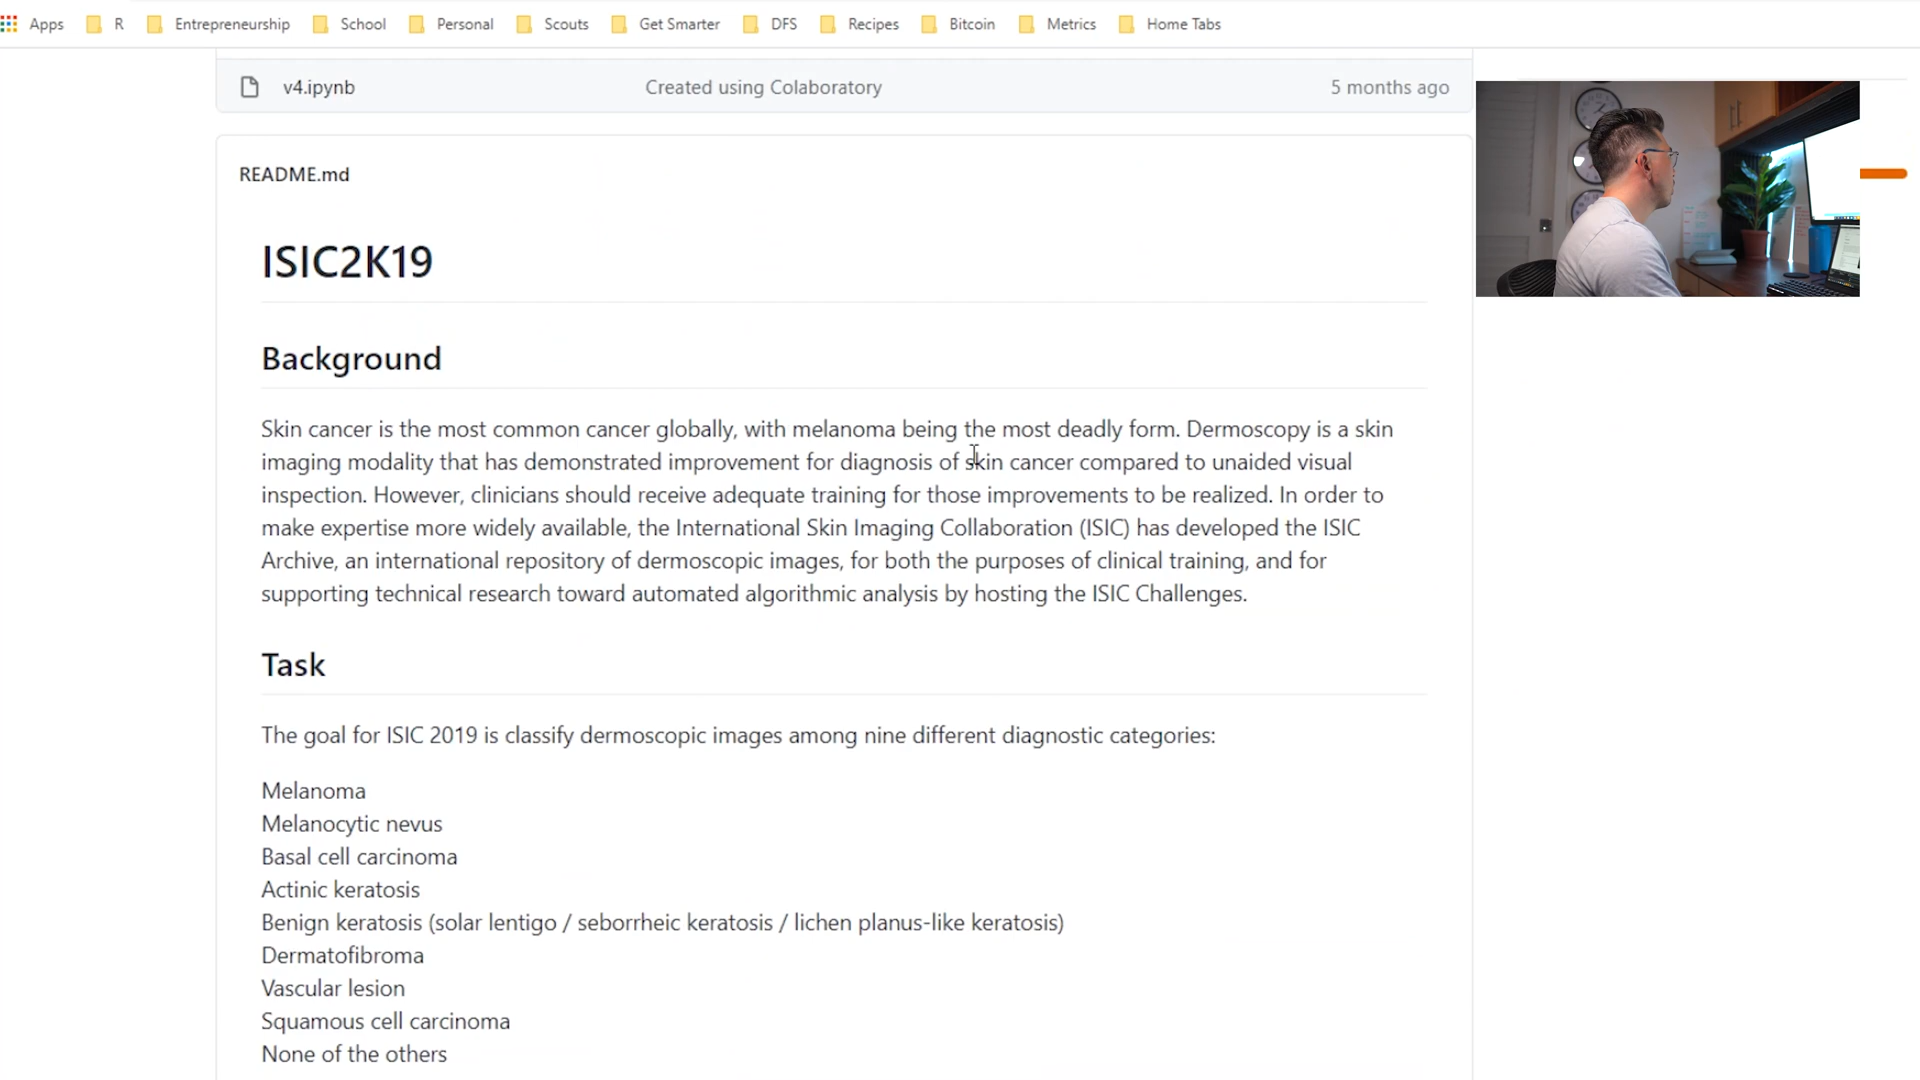 Apps R Entrepreneurship School Personal Scouts Get Smarter DFS Recipes Bitcoin Metrics Home Tabs
v4.ipynb Created using Colaboratory 5 months ago
README.md
ISIC2K19
Background
Skin cancer is the most common cancer globally, with melanoma being the most deadly form. Dermoscopy is a skin
imaging modality that has demonstrated improvement for diagnosis of skin cancer compared to unaided visual
inspection. However, clinicians should receive adequate training for those improvements to be realized. In order to
make expertise more widely available, the International Skin Imaging Collaboration (ISIC) has developed the ISIC
Archive, an international repository of dermoscopic images, for both the purposes of clinical training, and for
supporting technical research toward automated algorithmic analysis by hosting the ISIC Challenges.
Task
The goal for ISIC 2019 is classify dermoscopic images among nine different diagnostic categories:
Melanoma
Melanocytic nevus
Basal cell carcinoma
Actinic keratosis
Benign keratosis (solar lentigo / seborrheic keratosis / lichen planus-like keratosis)
Dermatofibroma
Vascular lesion
Squamous cell carcinoma
None of the others